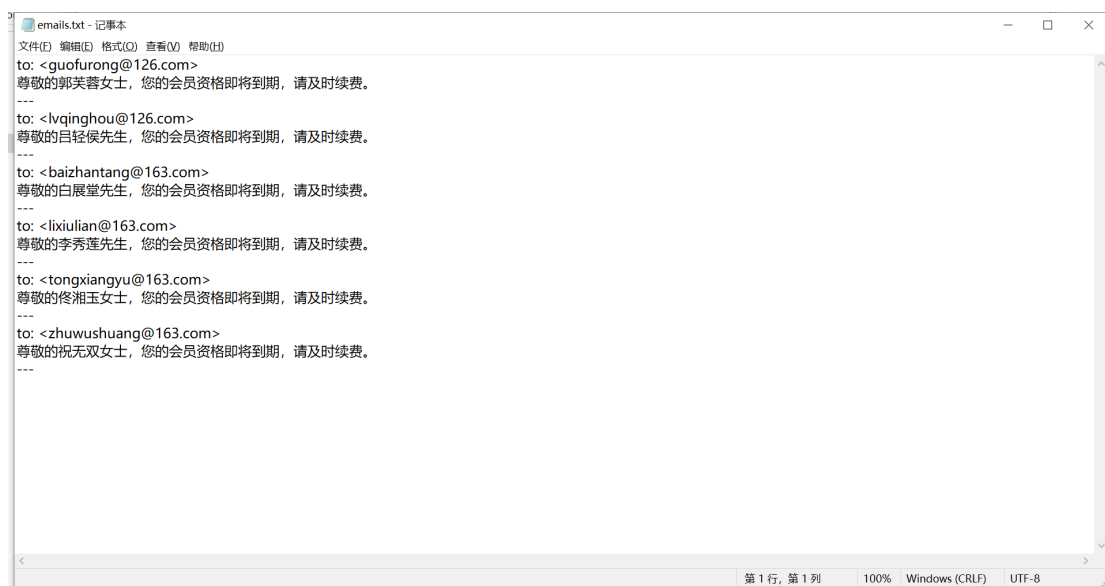 emails.txt - 记事本
文件(F) 编辑(E) 格式(O) 查看(V) 帮助(H)
to: <guofurong@126.com>
尊敬的郭芙蓉女士，您的会员资格即将到期，请及时续费。
---
to: <lvqinghou@126.com>
尊敬的吕轻侯先生，您的会员资格即将到期，请及时续费。
---
to: <baizhantang@163.com>
尊敬的白展堂先生，您的会员资格即将到期，请及时续费。
---
to: <lixiulian@163.com>
尊敬的李秀莲先生，您的会员资格即将到期，请及时续费。
---
to: <tongxiangyu@163.com>
尊敬的佟湘玉女士，您的会员资格即将到期，请及时续费。
---
to: <zhuwushuang@163.com>
尊敬的祝无双女士，您的会员资格即将到期，请及时续费。
---
第 1 行，第 1 列 100% Windows (CRLF) UTF-8